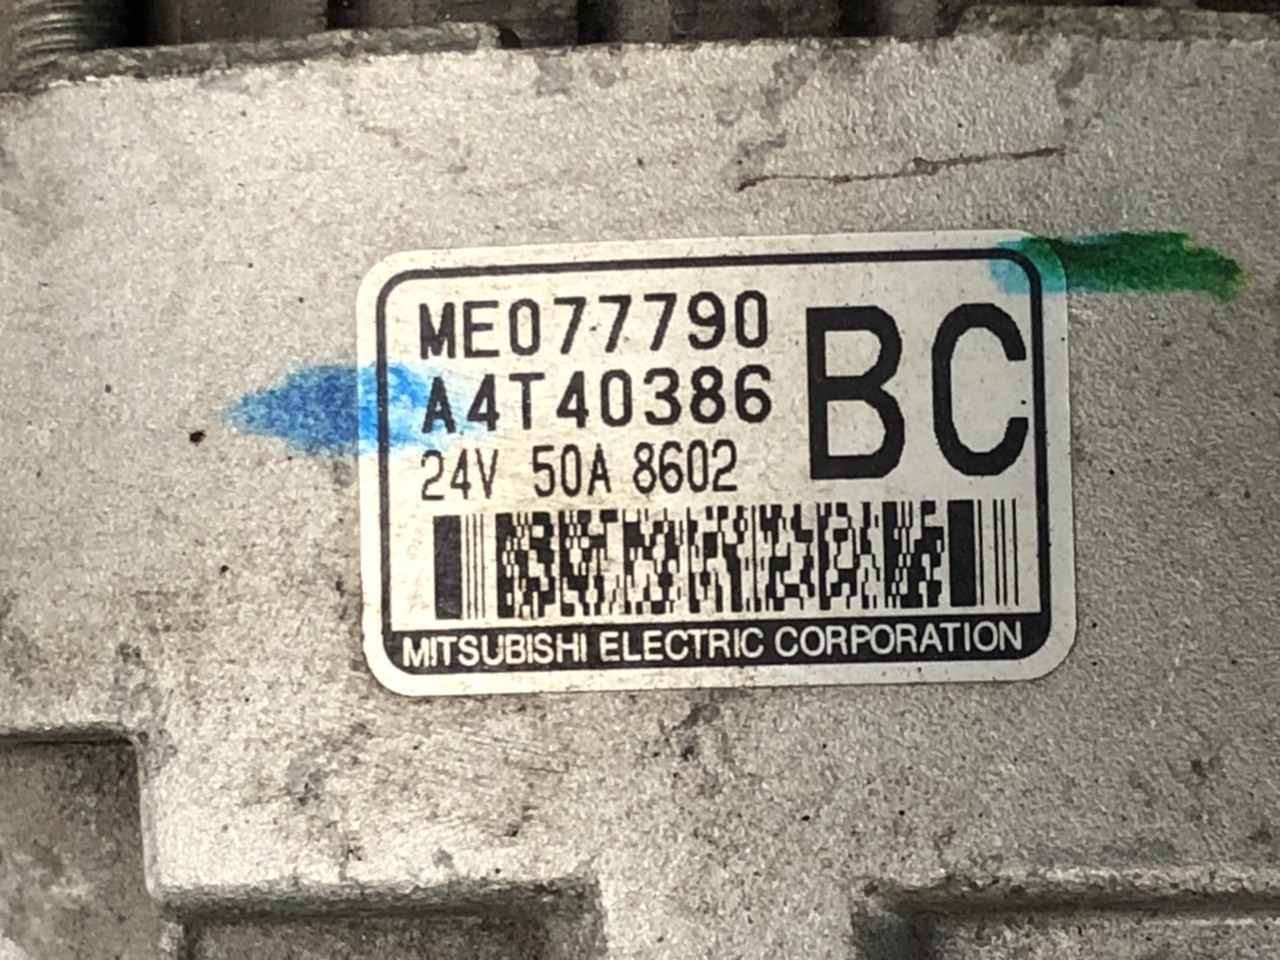 ME077790
A4T40386
BC
24V 50A 8602
MITSUBISHI ELECTRIC CORPORATION